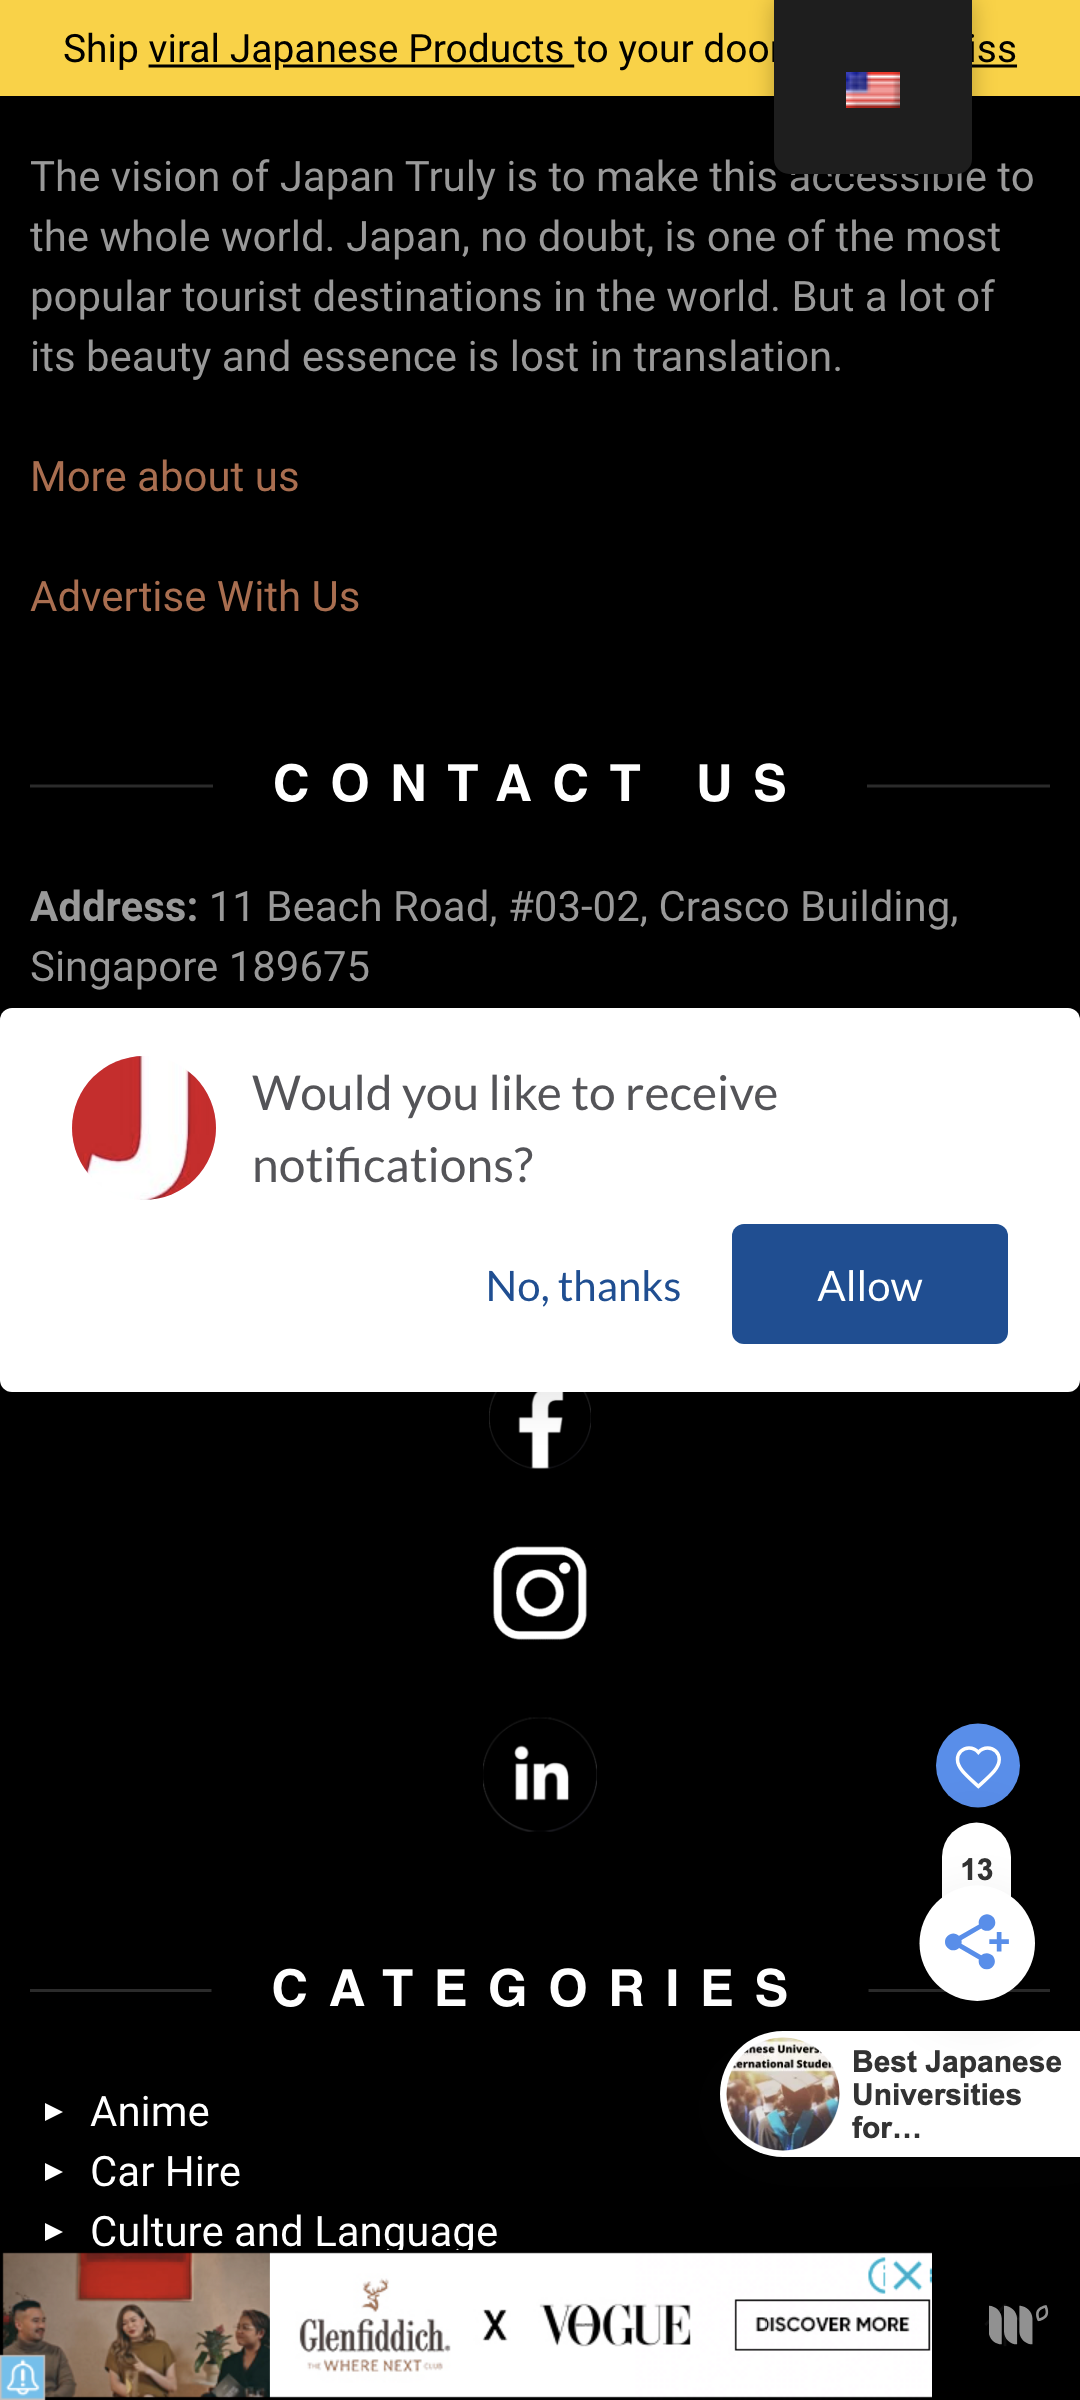 Ship viral Japanese Products to your door
The vision of Japan Truly is to make this accessible to
the whole world. Japan, no doubt, is one of the most
popular tourist destinations in the world. But a lot of
its beauty and essence is lost in translation.
More about us
Advertise With Us
CONTACT US
Address: 11 Beach Road, #03-02, Crasco Building,
Singapore 189675
Would you like to receive
notifications?
No, thanks
Allow
13
CATEGORIES
Best Japanese
Universities
for...
Anime
Car Hire
Culture and Language
Glenfiddich.
THE WHERE NEXT CLUB
X
VOGUE
DISCOVER MORE